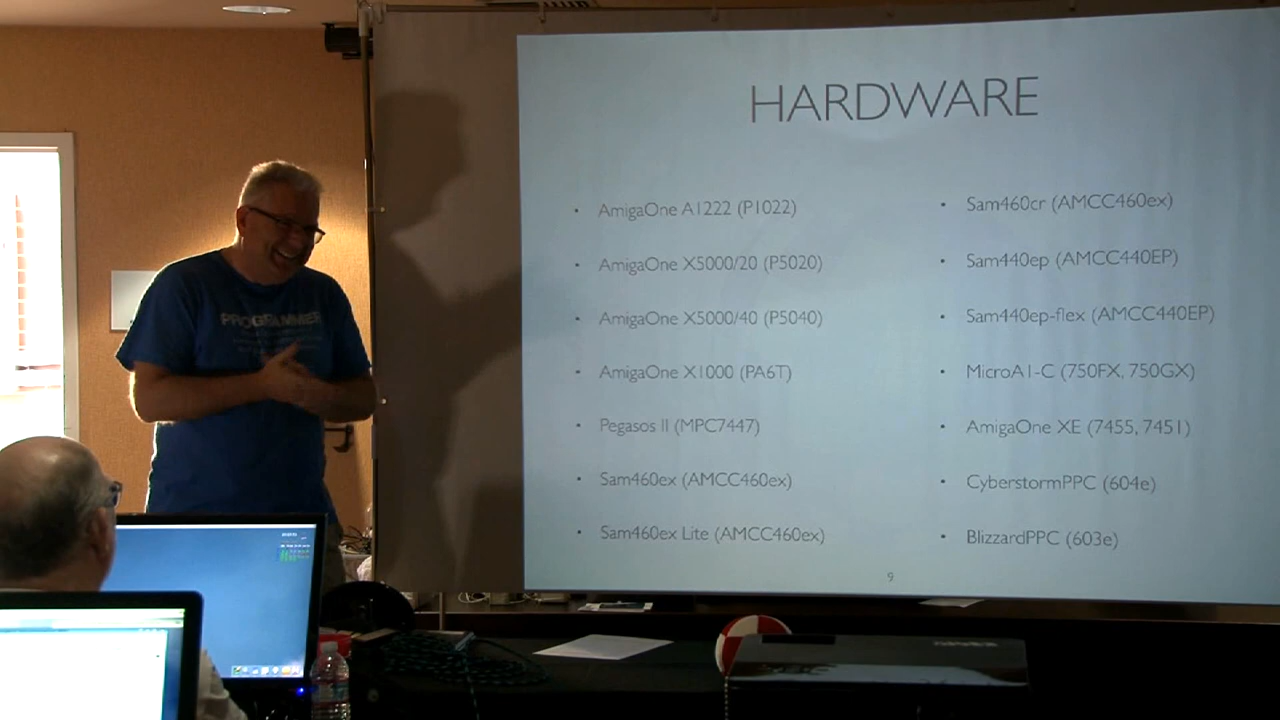 HARDWARE
AmigaOne A1222 (P1022)
AmigaOne X5000/20 (P5020)
AmigaOne X5000/40 (P5040)
AmigaOne X1000 (PA6T)
Pegasos II (MPC7447)
Sam460ex (AMCC460ex)
Sam460ex Lite (AMCC460ex)
Sam460cr (AMCC460ex)
Sam440ep (AMCC440EP)
Sam440ep-flex (AMCC440EP)
MicroA1-C (750FX, 750GX)
AmigaOne XE (7455, 7451)
CyberstormPPC (604e)
BlizzardPPC (603e)
9
PROGRAMMER